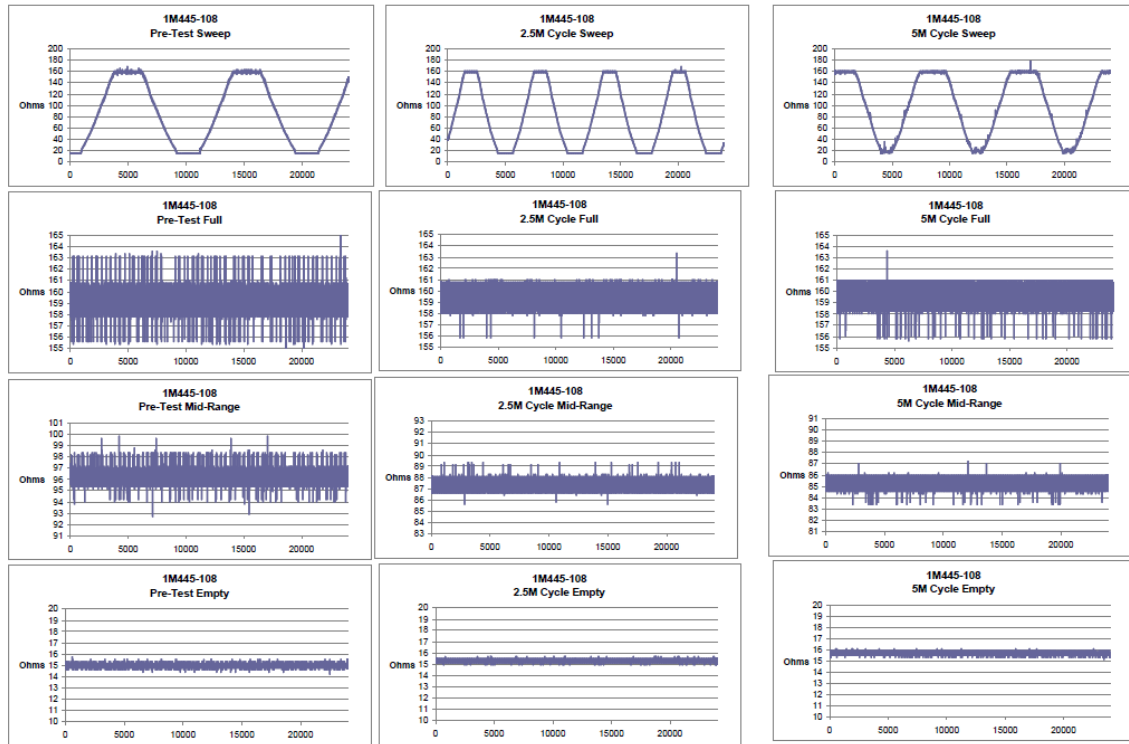 1M445-108
Pre-Test Sweep
200
180
160
140
120
100
80
60
40
20
0
Ohms
0 5000 10000 15000 20000
1M445-108
2.5M Cycle Sweep
200
180
160
140
120
100
80
60
40
20
0
Ohms
0 5000 10000 15000 20000
1M445-108
5M Cycle Sweep
200
180
160
140
120
100
80
60
40
20
0
Ohms
0 5000 10000 15000 20000
1M445-108
Pre-Test Full
165
164
163
162
161
160
159
158
157
156
155
Ohms
0 5000 10000 15000 20000
1M445-108
2.5M Cycle Full
165
164
163
162
161
160
159
158
157
156
155
Ohms
0 5000 10000 15000 20000
1M445-108
5M Cycle Full
165
164
163
162
161
160
159
158
157
156
155
Ohms
0 5000 10000 15000 20000
1M445-108
Pre-Test Mid-Range
101
100
99
98
97
96
95
94
93
92
91
Ohms
0 5000 10000 15000 20000
1M445-108
2.5M Cycle Mid-Range
93
92
91
90
89
88
87
86
85
84
83
Ohms
0 5000 10000 15000 20000
1M445-108
5M Cycle Mid-Range
91
90
89
88
87
86
85
84
83
82
81
Ohms
0 5000 10000 15000 20000
1M445-108
Pre-Test Empty
20
19
18
17
16
15
14
13
12
11
10
Ohms
0 5000 10000 15000 20000
1M445-108
2.5M Cycle Empty
20
19
18
17
16
15
14
13
12
11
10
Ohms
0 5000 10000 15000 20000
1M445-108
5M Cycle Empty
20
19
18
17
16
15
14
13
12
11
10
Ohms
0 5000 10000 15000 20000